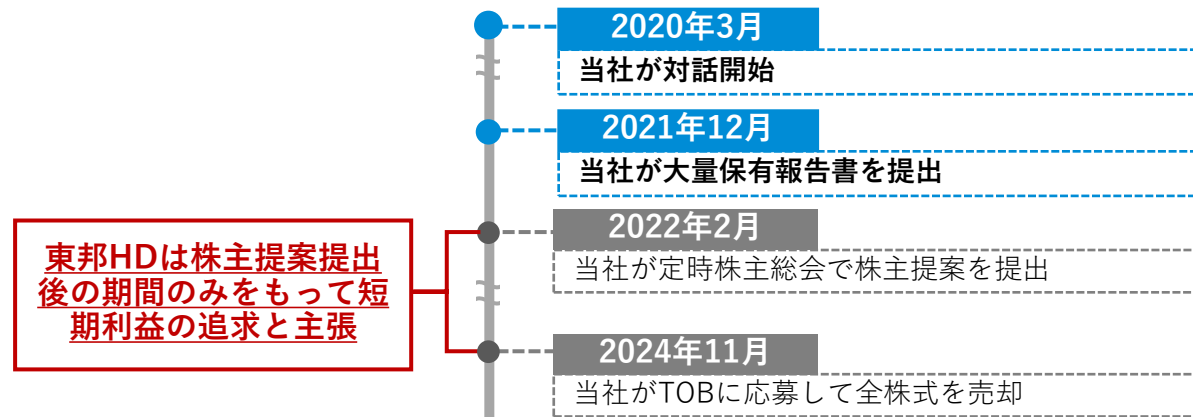 2020年3月
当社が対話開始
2021年12月
当社が大量保有報告書を提出
東邦HDは株主提案提出
後の期間のみをもって短
期利益の追求と主張
2022年2月
当社が定時株主総会で株主提案を提出
2024年11月
当社がTOBに応募して全株式を売却